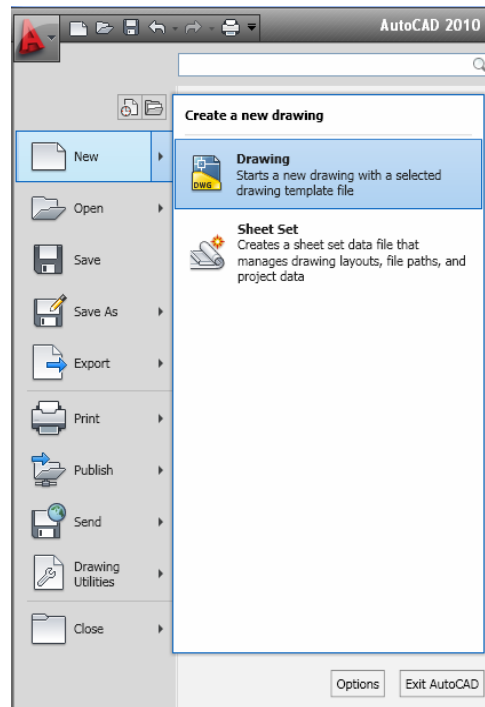 AutoCAD 2010
Create a new drawing
New
Drawing
Starts a new drawing with a selected
drawing template file
DWG
Open
Sheet Set
Creates a sheet set data file that
manages drawing layouts, file paths, and
project data
Save
Save As
Export
Print
Publish
Send
Drawing
Utilities
Close
Options
Exit AutoCAD